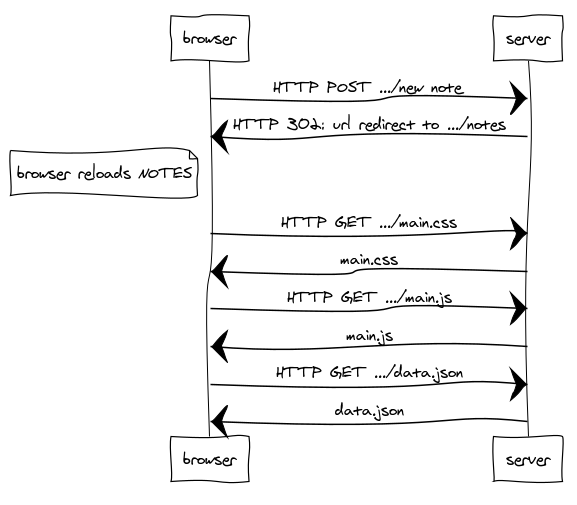 browser
server
HTTP POST .../new note
HTTP 302: url redirect to .../notes
browser reloads NOTES
HTTP GET .../main.css
main.css
HTTP GET .../main.js
main.js
HTTP GET .../data.json
data.json
browser
server